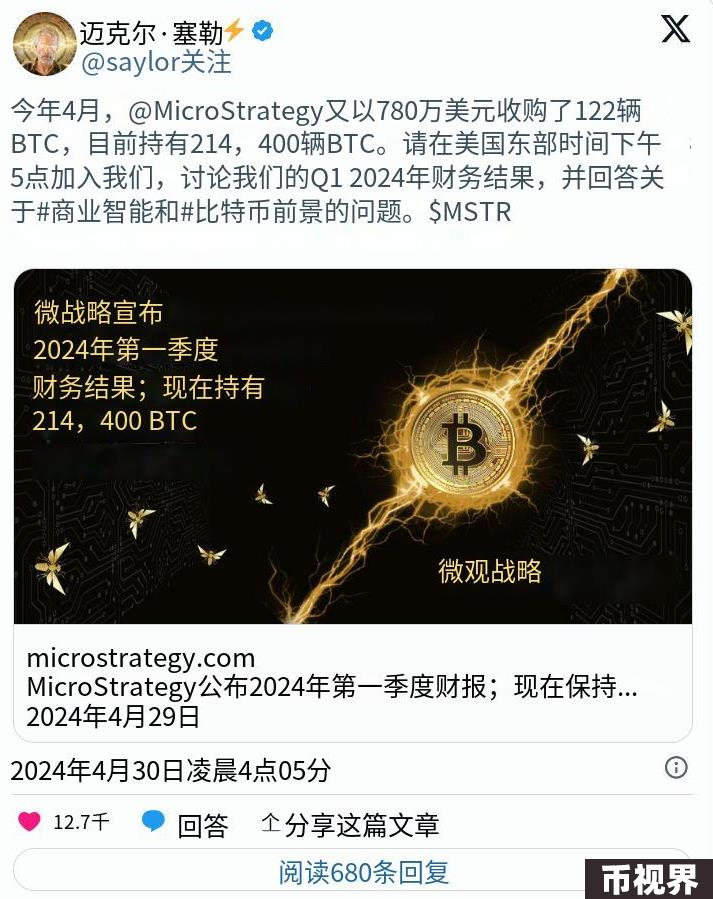 迈克尔·塞勒
@saylor关注
今年4月，@MicroStrategy又以780万美元收购了122辆
BTC，目前持有214，400辆BTC。请在美国东部时间下午
5点加入我们，讨论我们的Q1 2024年财务结果，并回答关
于#商业智能和#比特币前景的问题。$MSTR
微战略宣布
2024年第一季度
财务结果；现在持有
214，400 BTC
微观战略
microstrategy.com
MicroStrategy公布2024年第一季度财报；现在保持...
2024年4月29日
2024年4月30日凌晨4点05分
12.7千 回答 分享这篇文章
阅读680条回复
币视界